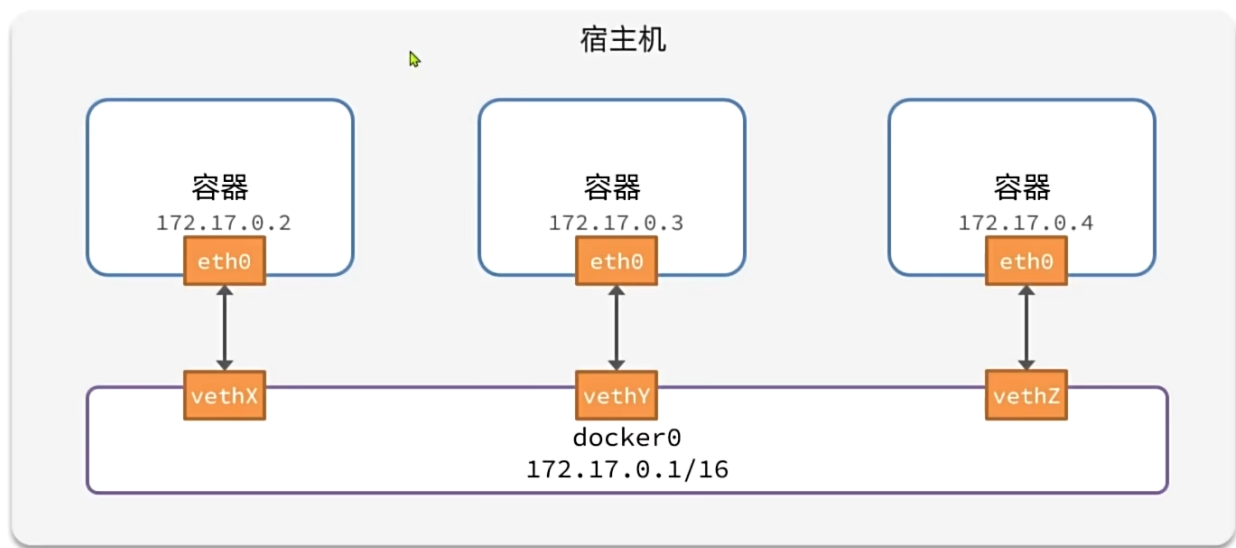 宿主机
容器
172.17.0.2
eth0
容器
172.17.0.3
eth0
容器
172.17.0.4
eth0
vethX
vethY
vethZ
docker0
172.17.0.1/16